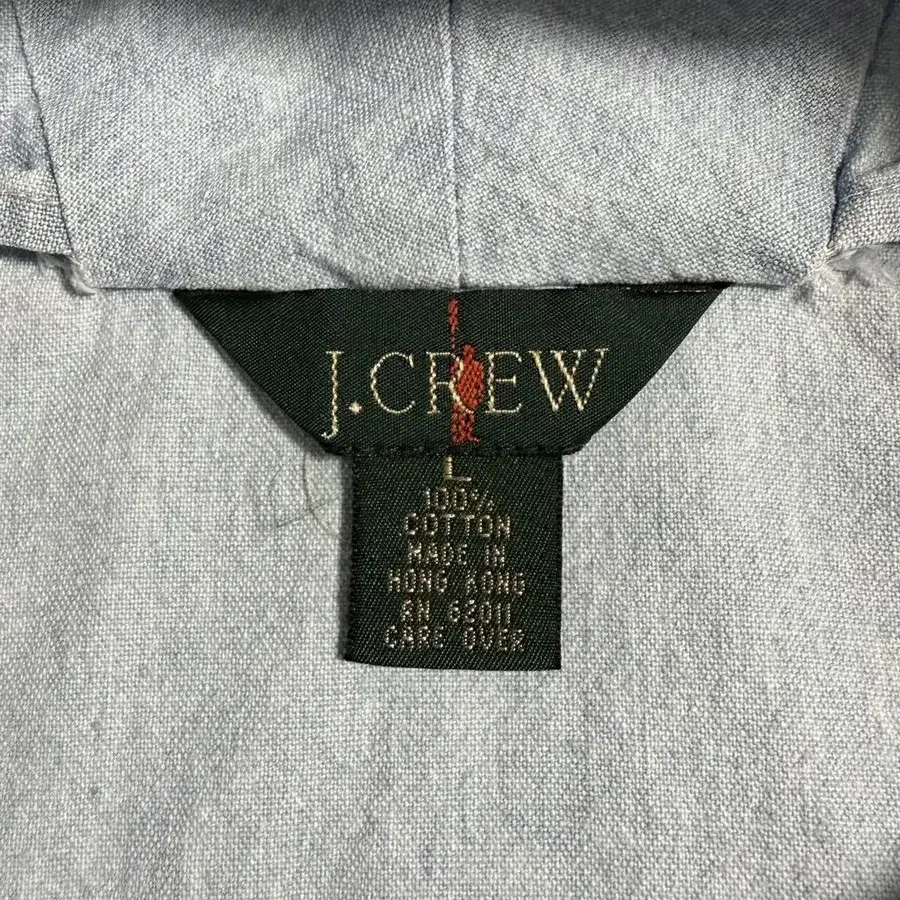 J.CREW
L
100%
COTTON
MADE IN
HONG KONG
RN 62011
CARE OVER